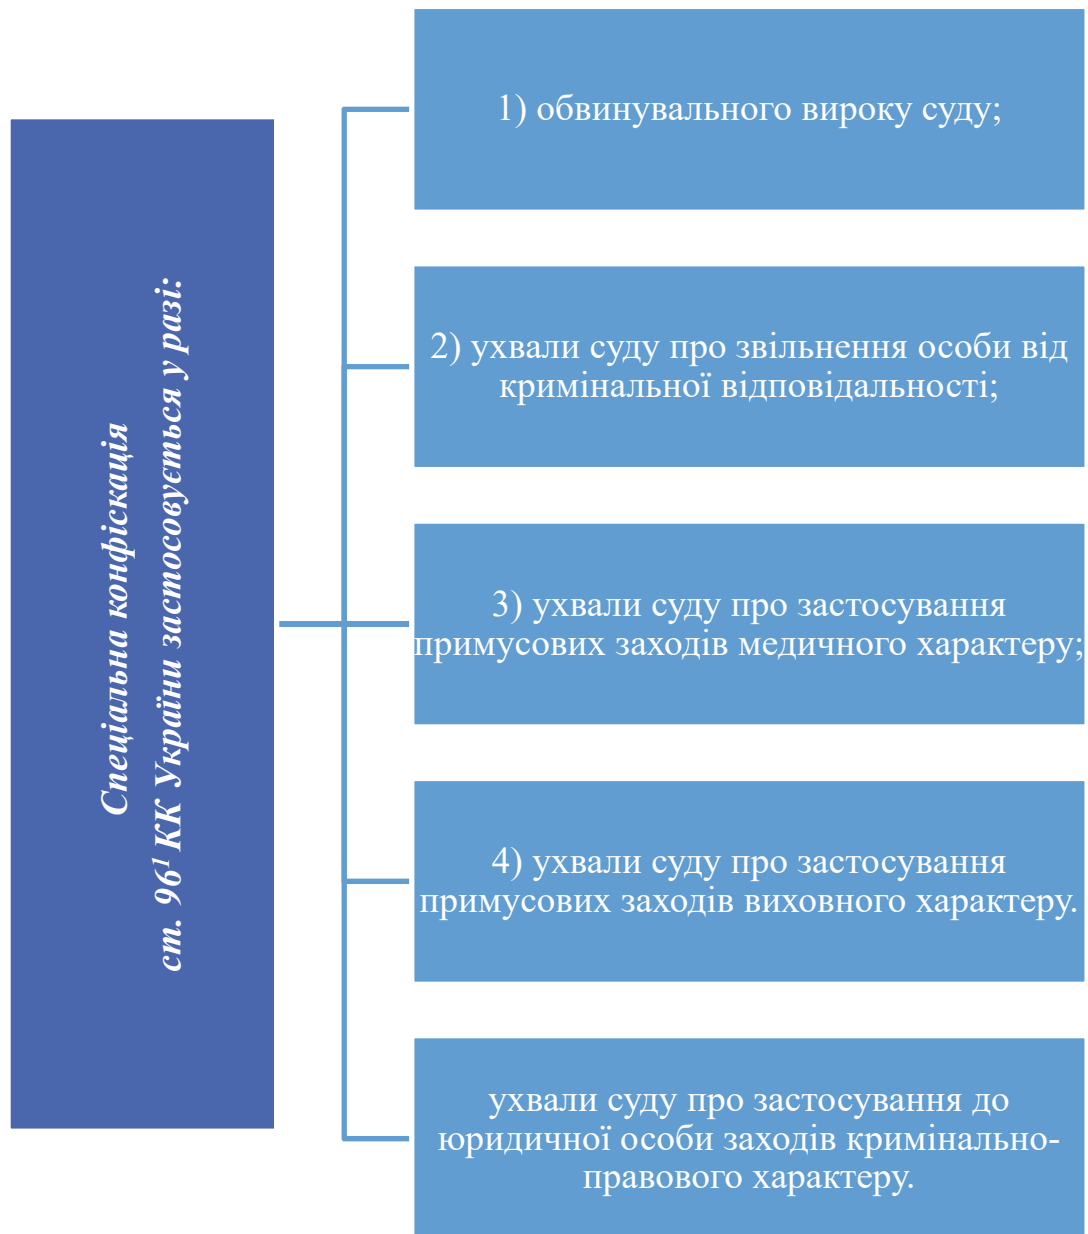 Спеціальна конфіскація
ст. 96¹ КК України застосовується у разі:
1) обвинувального вироку суду;
2) ухвали суду про звільнення особи від
кримінальної відповідальності;
3) ухвали суду про застосування
примусових заходів медичного характеру;
4) ухвали суду про застосування
примусових заходів виховного характеру.
ухвали суду про застосування до
юридичної особи заходів кримінально-
правового характеру.